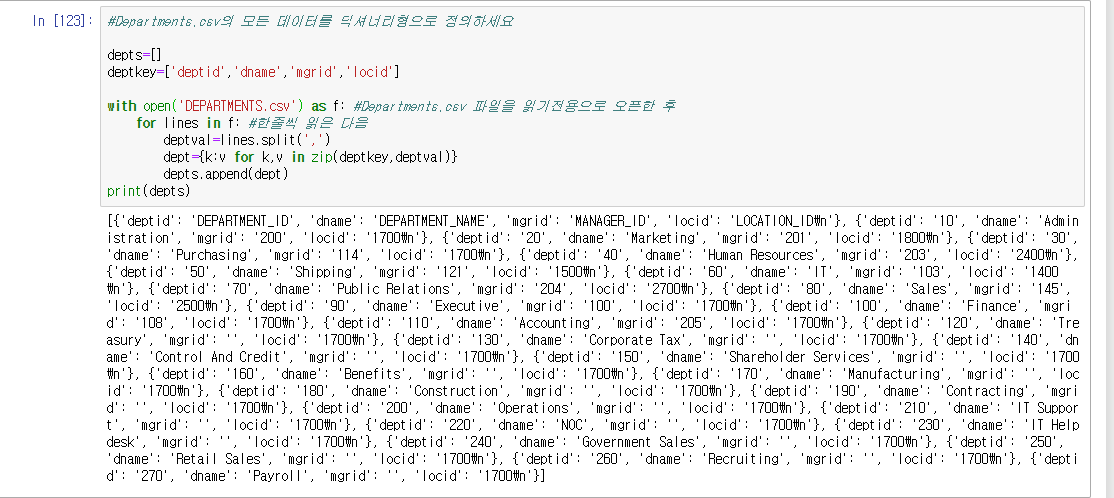 In [123]: #Departments.csv의 모든 데이터를 딕셔너리형으로 정의하세요
depts=[]
deptkey=['deptid','dname','mgrid','locid']
with open('DEPARTMENTS.csv') as f: #Departments.csv 파일을 읽기전용으로 오픈한 후
    for lines in f: #한줄씩 읽은 다음
        deptval=lines.split(',')
        dept={k:v for k,v in zip(deptkey,deptval)}
        depts.append(dept)
print(depts)
[{'deptid': 'DEPARTMENT_ID', 'dname': 'DEPARTMENT_NAME', 'mgrid': 'MANAGER_ID', 'locid': 'LOCATION_ID₩n'}, {'deptid': '10', 'dname': 'Admin
istration', 'mgrid': '200', 'locid': '1700₩n'}, {'deptid': '20', 'dname': 'Marketing', 'mgrid': '201', 'locid': '1800₩n'}, {'deptid': '30',
'dname': 'Purchasing', 'mgrid': '114', 'locid': '1700₩n'}, {'deptid': '40', 'dname': 'Human Resources', 'mgrid': '203', 'locid': '2400₩n'},
{'deptid': '50', 'dname': 'Shipping', 'mgrid': '121', 'locid': '1500₩n'}, {'deptid': '60', 'dname': 'IT', 'mgrid': '103', 'locid': '1400
₩n'}, {'deptid': '70', 'dname': 'Public Relations', 'mgrid': '204', 'locid': '2700₩n'}, {'deptid': '80', 'dname': 'Sales', 'mgrid': '145',
'locid': '2500₩n'}, {'deptid': '90', 'dname': 'Executive', 'mgrid': '100', 'locid': '1700₩n'}, {'deptid': '100', 'dname': 'Finance', 'mgri
d': '108', 'locid': '1700₩n'}, {'deptid': '110', 'dname': 'Accounting', 'mgrid': '205', 'locid': '1700₩n'}, {'deptid': '120', 'dname': 'Tre
asury', 'mgrid': '', 'locid': '1700₩n'}, {'deptid': '130', 'dname': 'Corporate Tax', 'mgrid': '', 'locid': '1700₩n'}, {'deptid': '140', 'dn
ame': 'Control And Credit', 'mgrid': '', 'locid': '1700₩n'}, {'deptid': '150', 'dname': 'Shareholder Services', 'mgrid': '', 'locid': '1700
₩n'}, {'deptid': '160', 'dname': 'Benefits', 'mgrid': '', 'locid': '1700₩n'}, {'deptid': '170', 'dname': 'Manufacturing', 'mgrid': '', 'loc
id': '1700₩n'}, {'deptid': '180', 'dname': 'Construction', 'mgrid': '', 'locid': '1700₩n'}, {'deptid': '190', 'dname': 'Contracting', 'mgri
d': '', 'locid': '1700₩n'}, {'deptid': '200', 'dname': 'Operations', 'mgrid': '', 'locid': '1700₩n'}, {'deptid': '210', 'dname': 'IT Suppor
t', 'mgrid': '', 'locid': '1700₩n'}, {'deptid': '220', 'dname': 'NOC', 'mgrid': '', 'locid': '1700₩n'}, {'deptid': '230', 'dname': 'IT Help
desk', 'mgrid': '', 'locid': '1700₩n'}, {'deptid': '240', 'dname': 'Government Sales', 'mgrid': '', 'locid': '1700₩n'}, {'deptid': '250',
'dname': 'Retail Sales', 'mgrid': '', 'locid': '1700₩n'}, {'deptid': '260', 'dname': 'Recruiting', 'mgrid': '', 'locid': '1700₩n'}, {'depti
d': '270', 'dname': 'Payroll', 'mgrid': '', 'locid': '1700₩n'}]